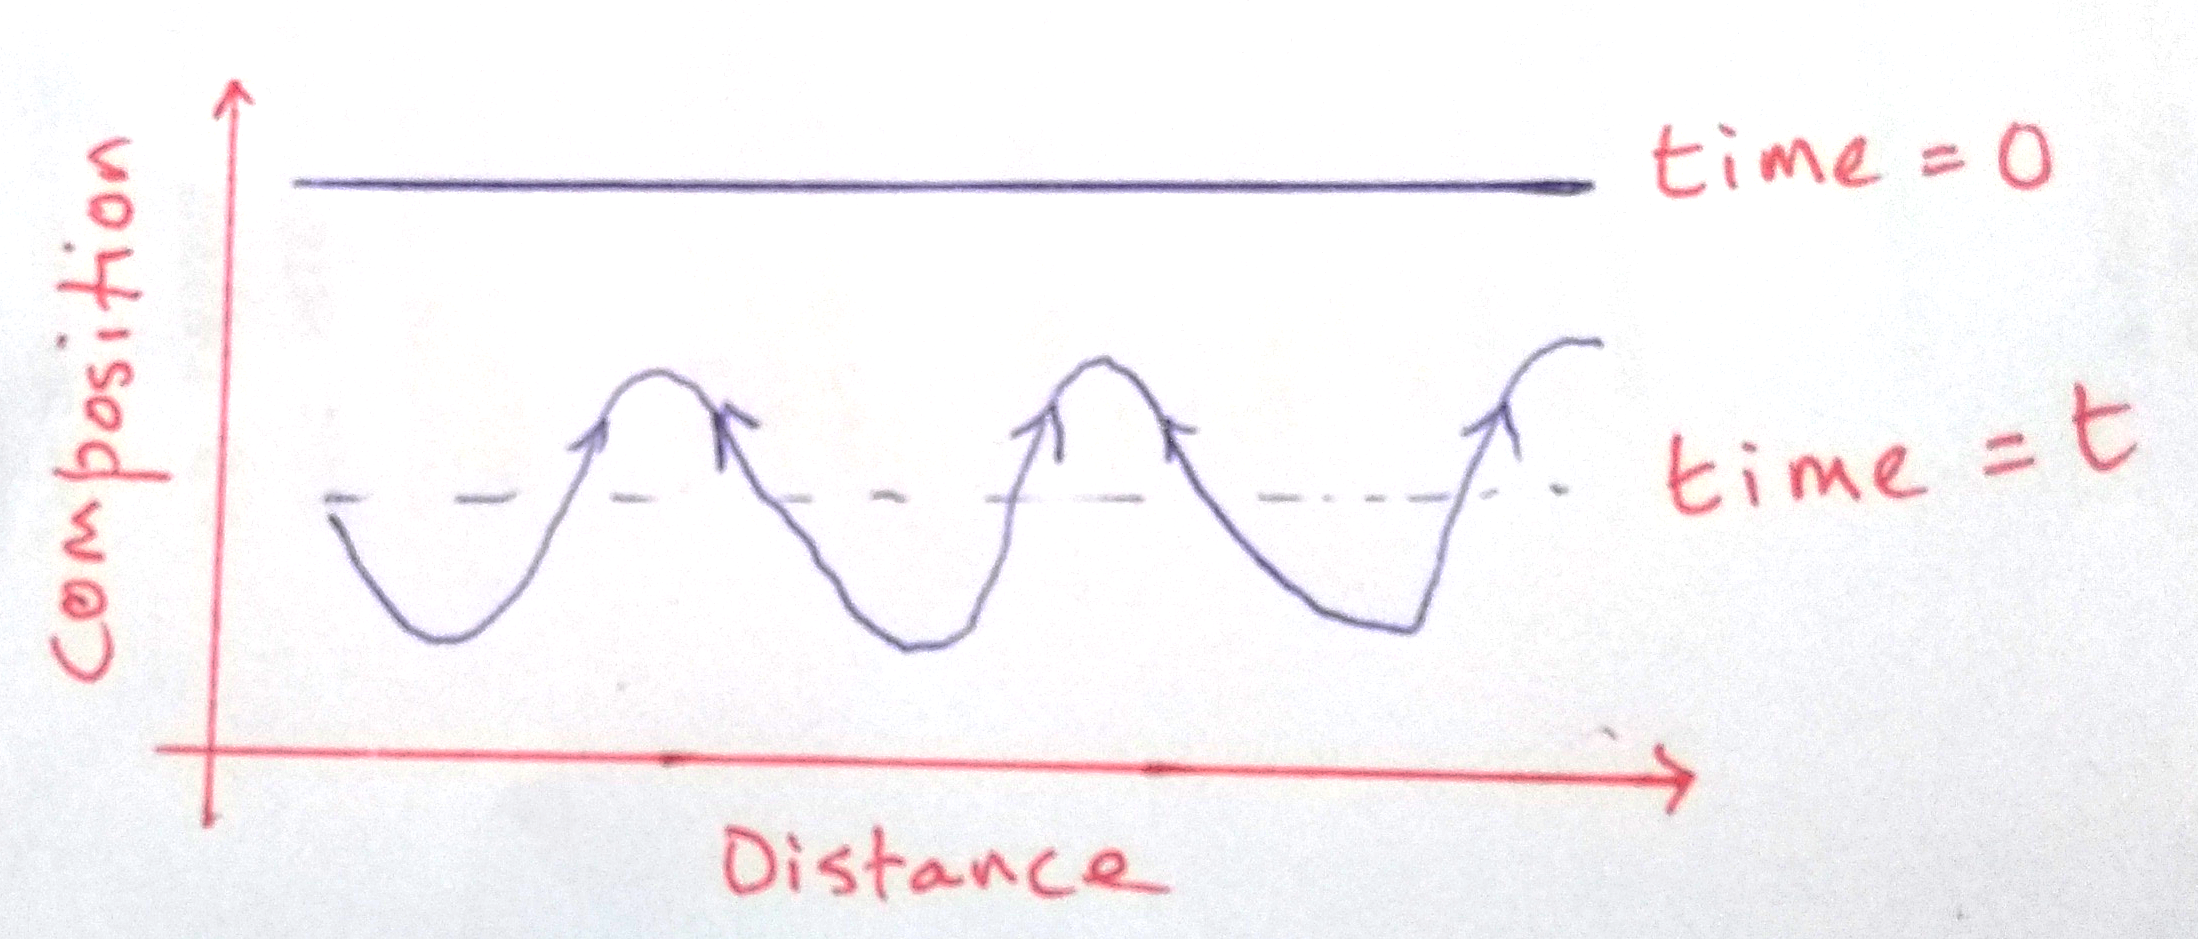 Composition
time = 0
time = t
Distance